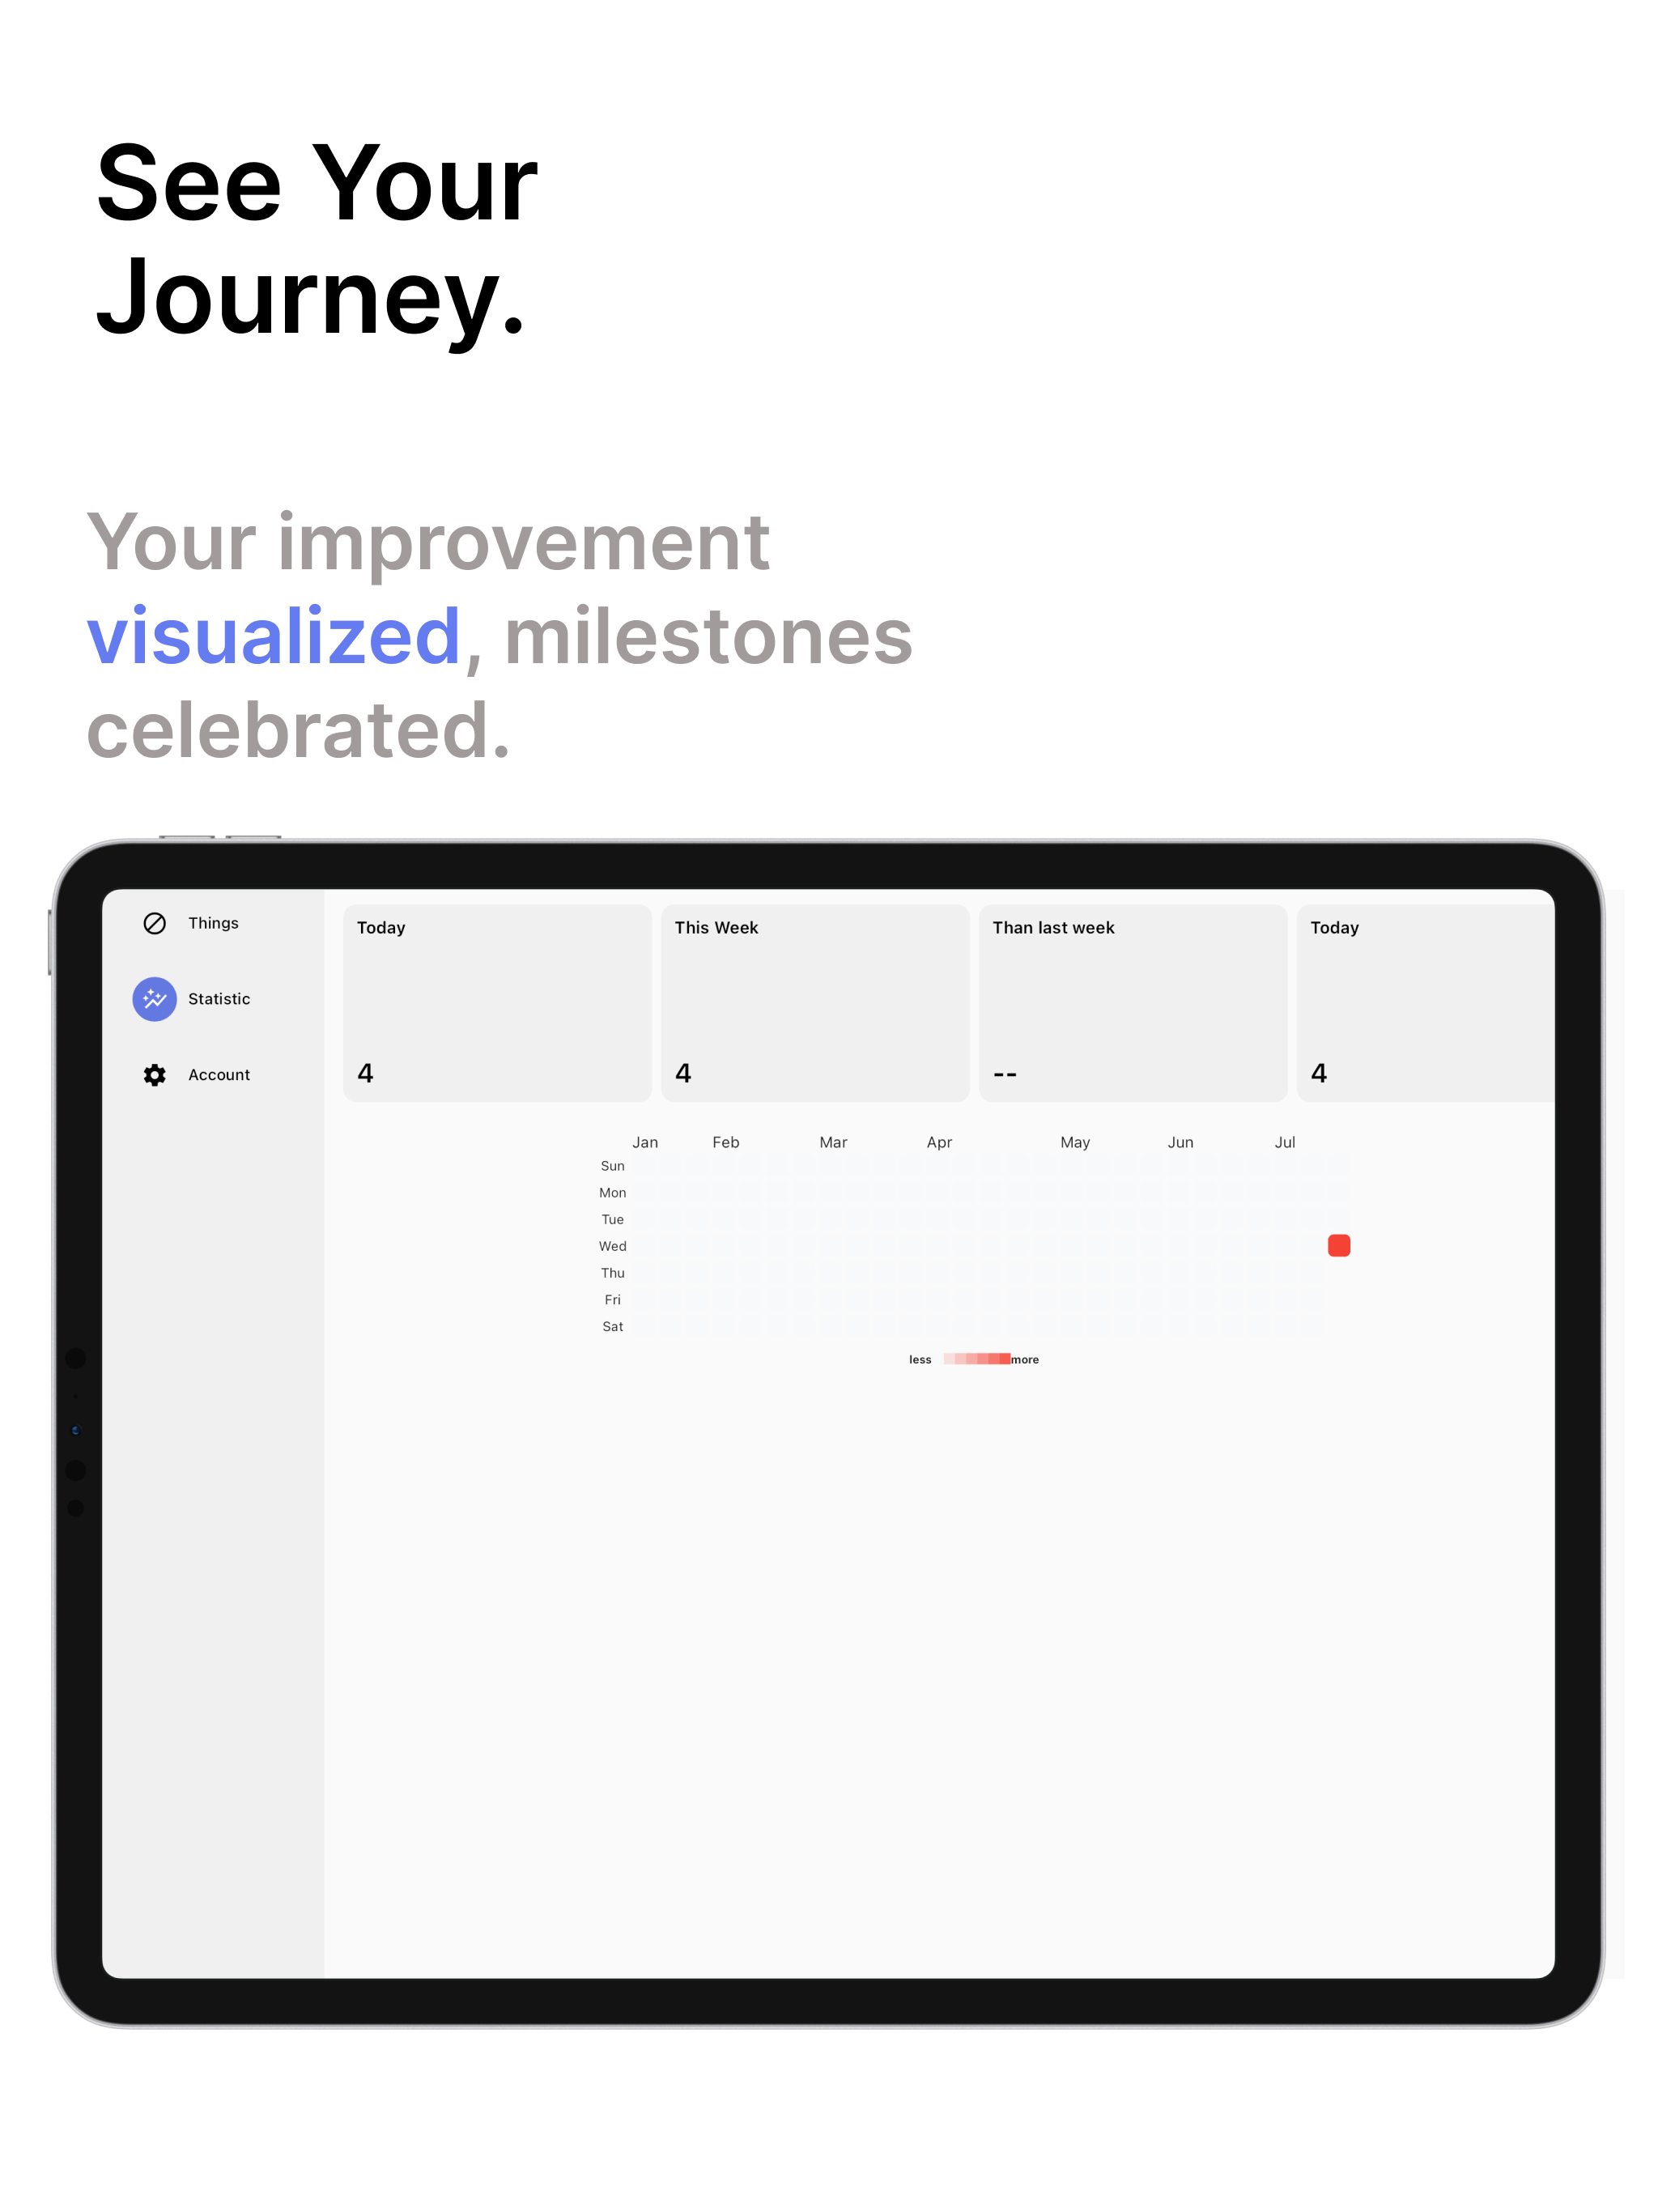 See Your
Journey.
Your improvement
visualized, milestones
celebrated.
Things
Statistic
Account
Today
4
This Week
4
Than last week
--
Today
4
Jan Feb Mar Apr May Jun Jul
Sun
Mon
Tue
Wed
Thu
Fri
Sat
less more